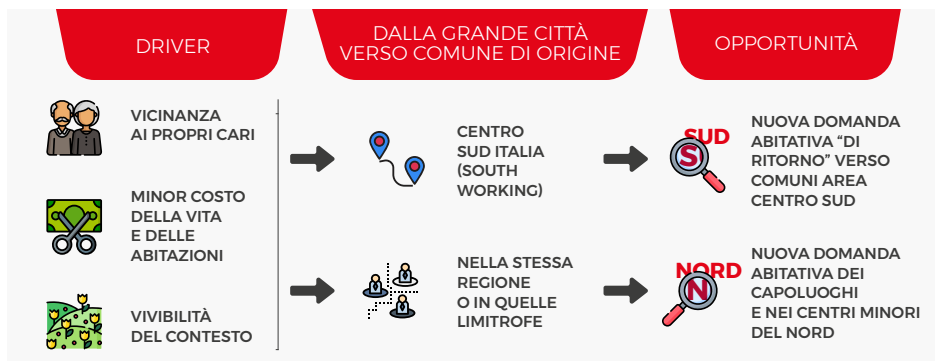 DRIVER
DALLA GRANDE CITTÀ
VERSO COMUNE DI ORIGINE
OPPORTUNITÀ
VICINANZA
AI PROPRI CARI
MINOR COSTO
DELLA VITA
E DELLE
ABITAZIONI
VIVIBILITÀ
DEL CONTESTO
CENTRO
SUD ITALIA
(SOUTH
WORKING)
NELLA STESSA
REGIONE
O IN QUELLE
LIMITROFE
SUD
S
NUOVA DOMANDA
ABITATIVA “DI
RITORNO” VERSO
COMUNI AREA
CENTRO SUD
NORD
N
NUOVA DOMANDA
ABITATIVA DEI
CAPOLUOGHI
E NEI CENTRI MINORI
DEL NORD